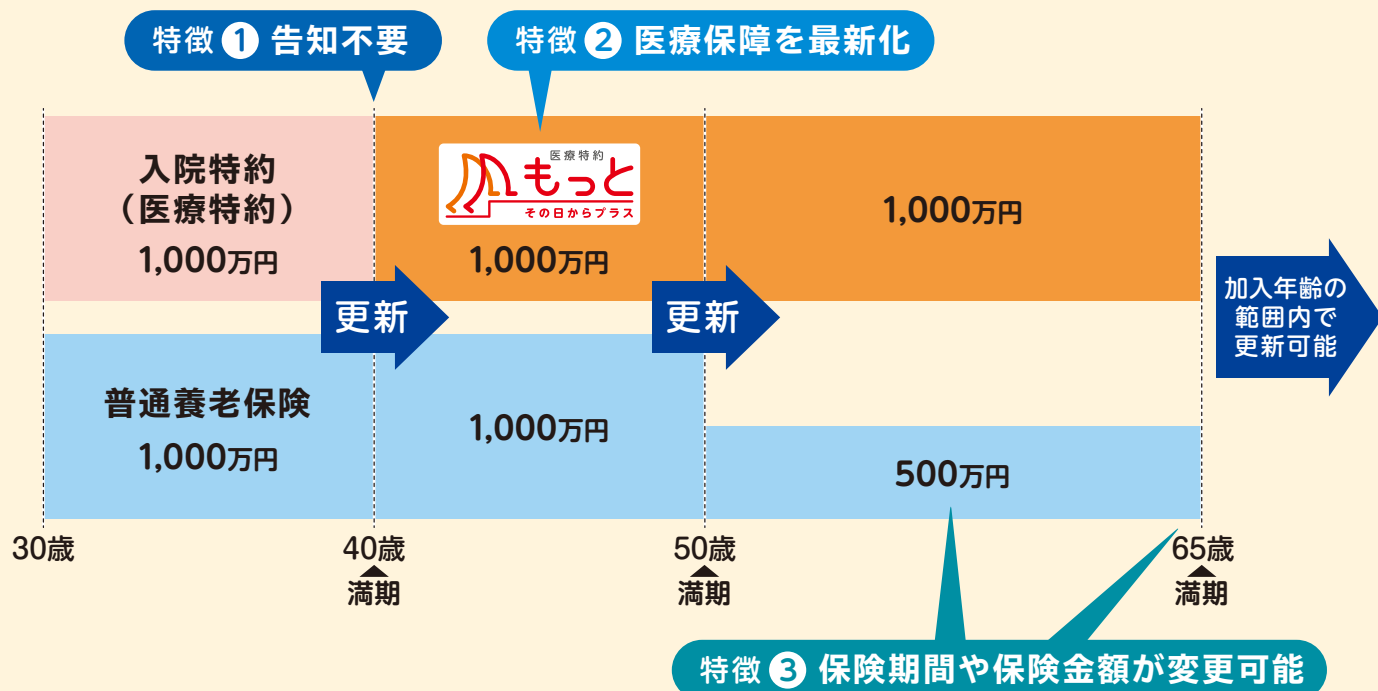 特徴 1 告知不要
特徴 2 医療保障を最新化
入院特約
（医療特約）
1,000万円
医療特約
もっと
その日からプラス
1,000万円
1,000万円
更新
更新
加入年齢の
範囲内で
更新可能
普通養老保険
1,000万円
1,000万円
500万円
30歳
40歳
満期
50歳
満期
65歳
満期
特徴 3 保険期間や保険金額が変更可能